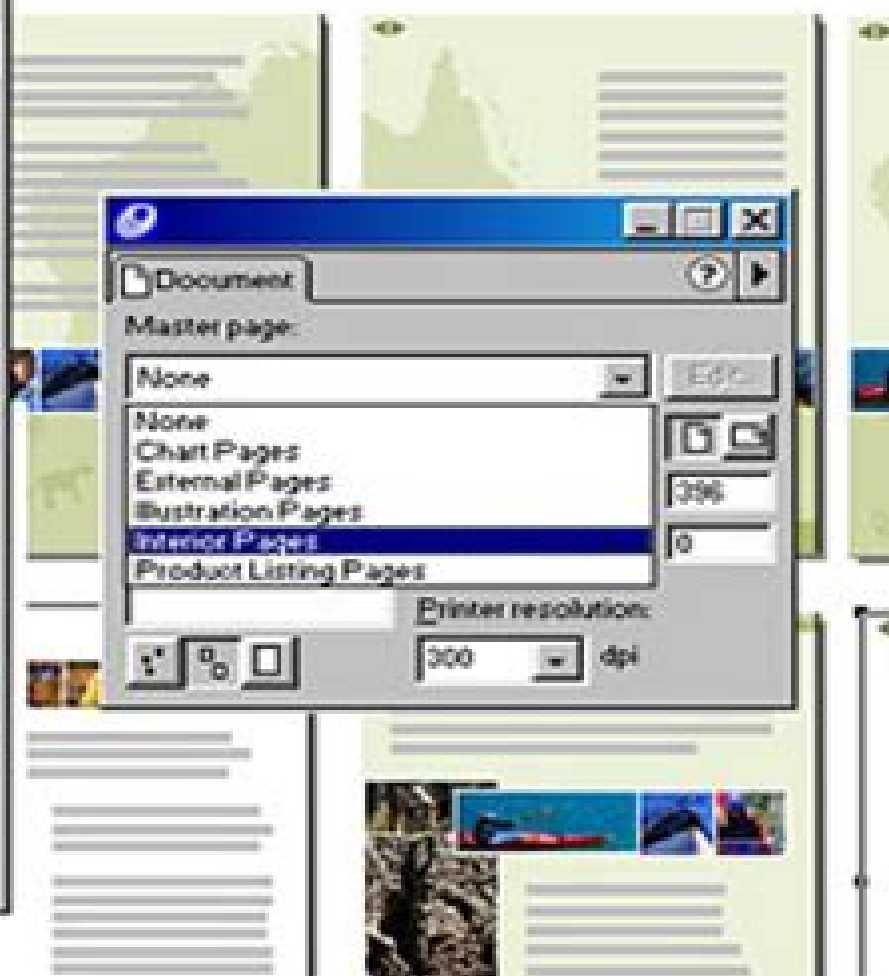 Document
?
Master page:
None
Edit...
None
Chart Pages
External Pages
Illustration Pages
Interior Pages
Product Listing Pages
396
0
Printer resolution:
300
dpi